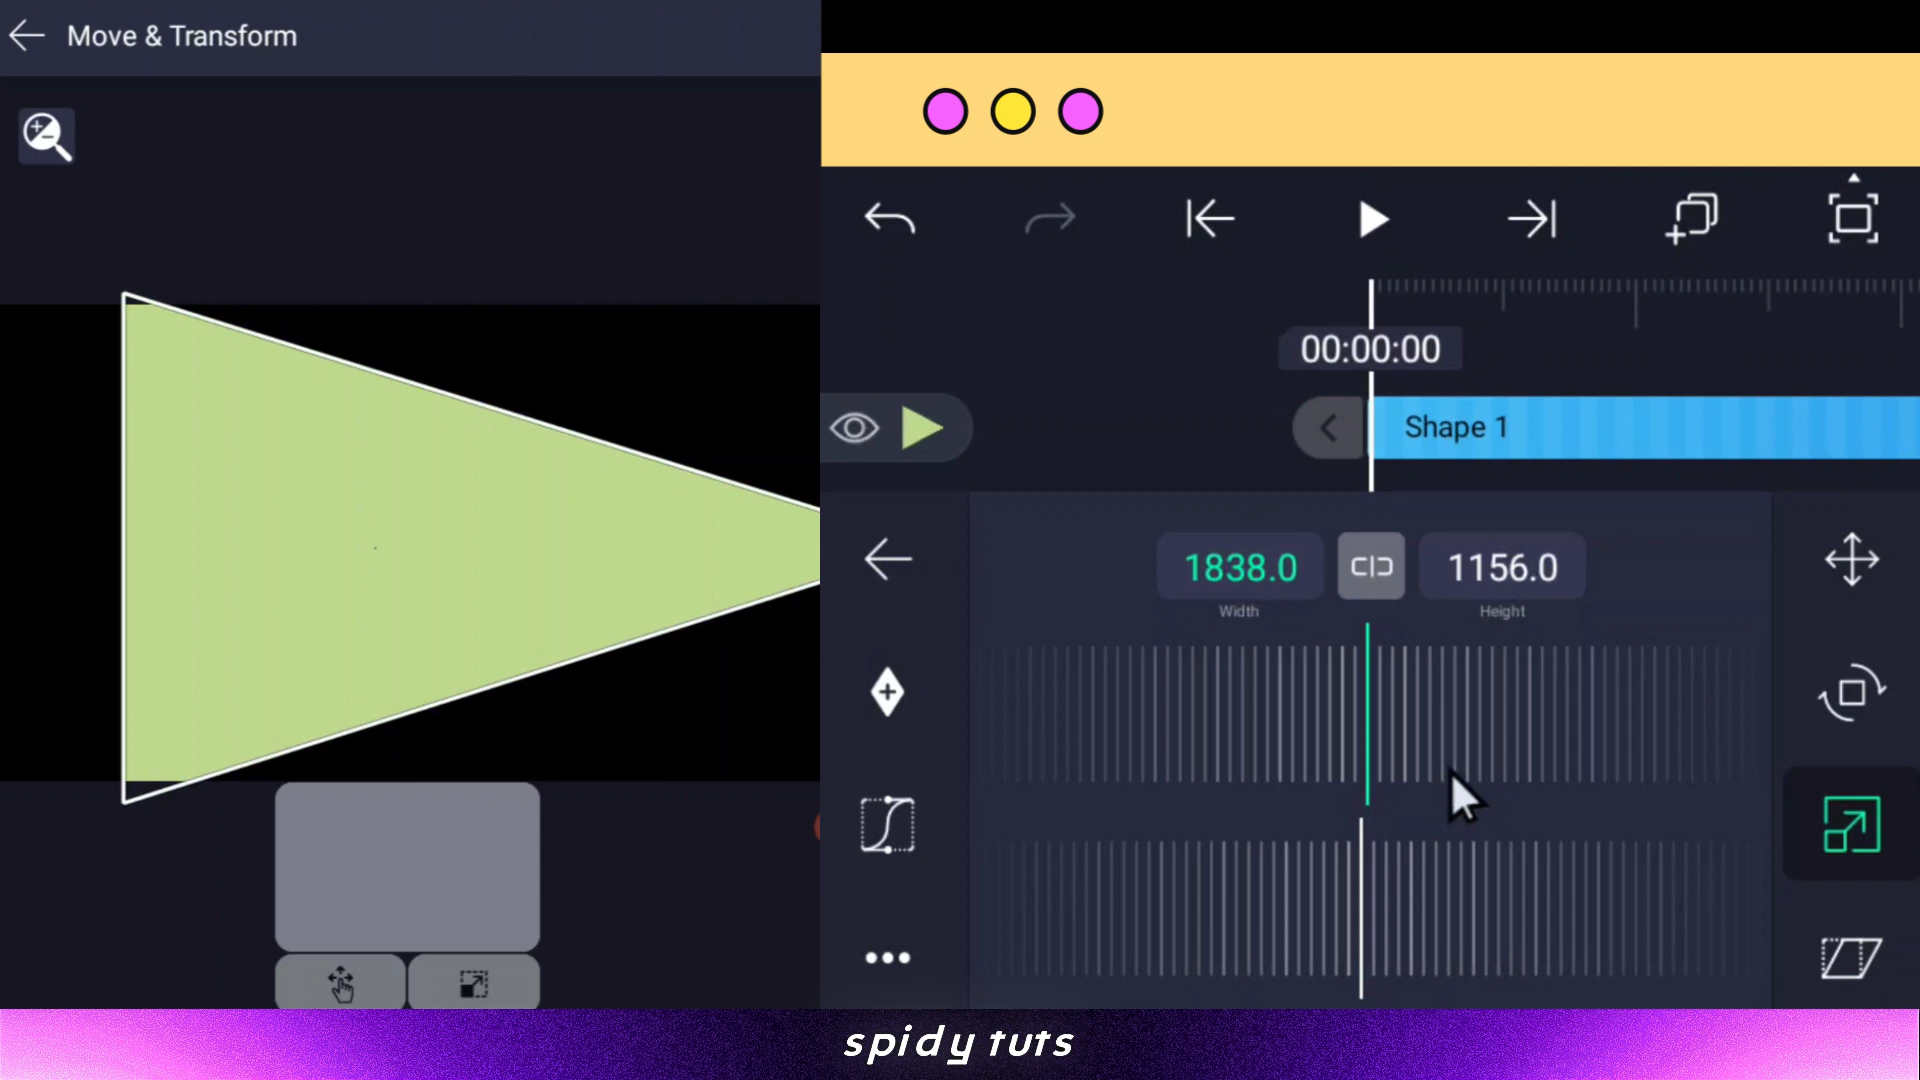 Move & Transform
00:00:00
Shape 1
1838.0
1156.0
Width
Height
spidy tuts